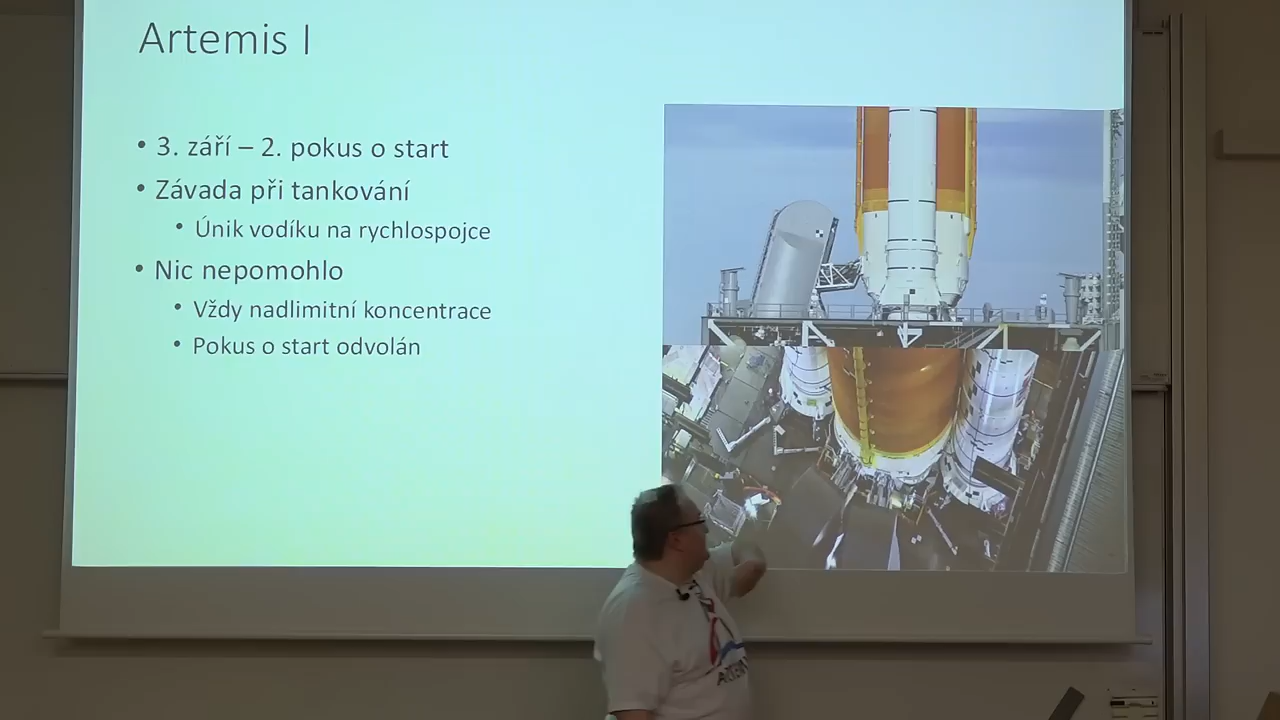 Artemis I
• 3. září – 2. pokus o start
• Závada při tankování
• Únik vodíku na rychlospojce
• Nic nepomohlo
• Vždy nadlimitní koncentrace
• Pokus o start odvolán